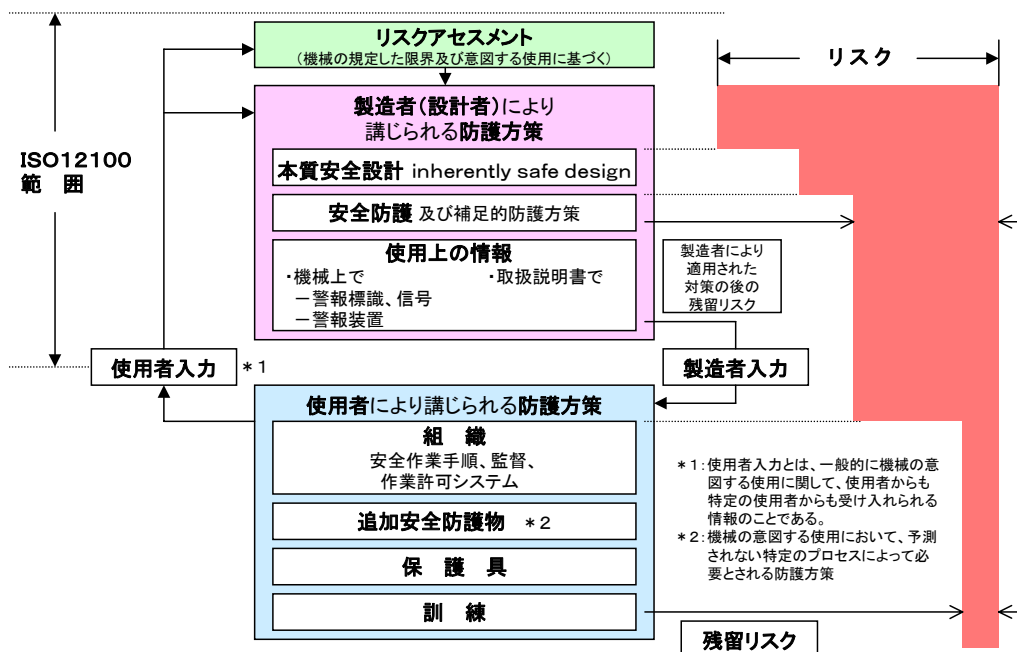 リスクアセスメント
(機械の規定した限界及び意図する使用に基づく)
リスク
製造者(設計者)により
講じられる防護方策
ISO12100
範　囲
本質安全設計 inherently safe design
安全防護 及び補足的防護方策
使用上の情報
・機械上で
・取扱説明書で
－警報標識、信号
－警報装置
製造者により
適用された
対策の後の
残留リスク
使用者入力
＊1
製造者入力
使用者により講じられる防護方策
組　織
安全作業手順、監督、
作業許可システム
追加安全防護物　＊2
保　護　具
訓　練
＊1:使用者入力とは、一般的に機械の意
図する使用に関して、使用者からも
特定の使用者からも受け入れられる
情報のことである。
＊2:機械の意図する使用において、予測
されない特定のプロセスによって必
要とされる防護方策
残留リスク